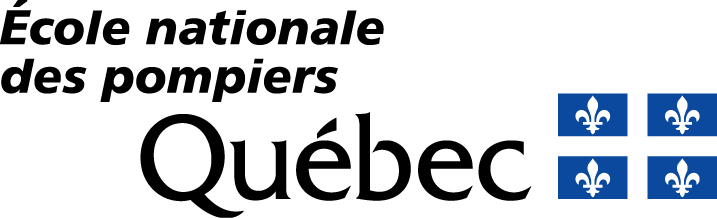 École nationale
des pompiers
Québec